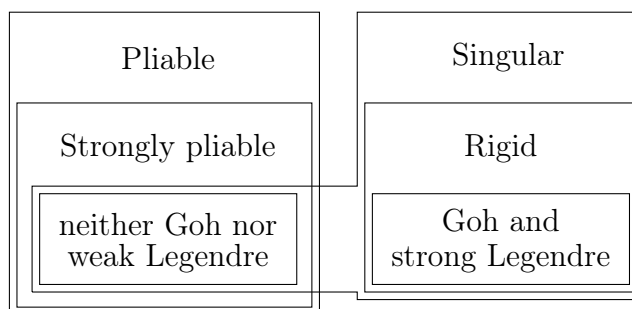 Pliable
Singular
Strongly pliable
Rigid
neither Goh nor
weak Legendre
Goh and
strong Legendre